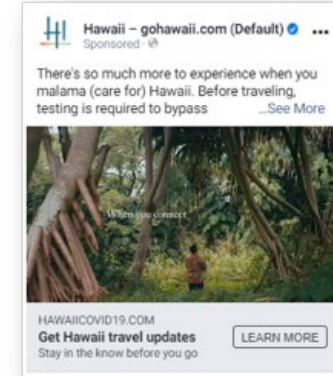 Hawaii – gohawaii.com (Default)
Sponsored ·
There's so much more to experience when you
malama (care for) Hawaii. Before traveling,
testing is required to bypass ...See More
When you connect
HAWAIICOVID19.COM
Get Hawaii travel updates
LEARN MORE
Stay in the know before you go